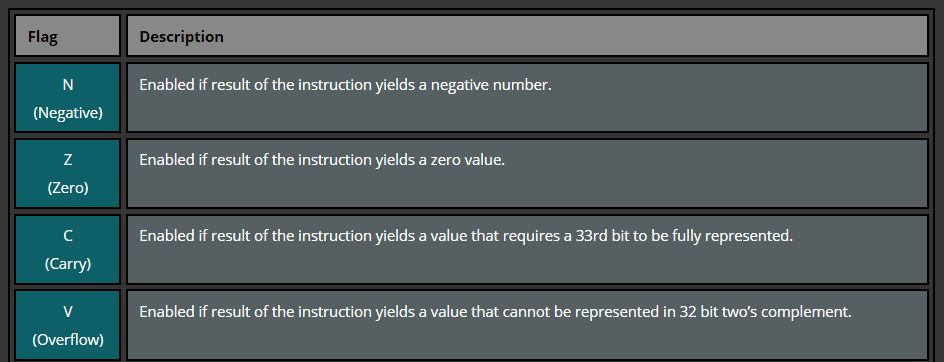 Flag Description
N
(Negative)
Enabled if result of the instruction yields a negative number.
Z
(Zero)
Enabled if result of the instruction yields a zero value.
C
(Carry)
Enabled if result of the instruction yields a value that requires a 33rd bit to be fully represented.
V
(Overflow)
Enabled if result of the instruction yields a value that cannot be represented in 32 bit two’s complement.